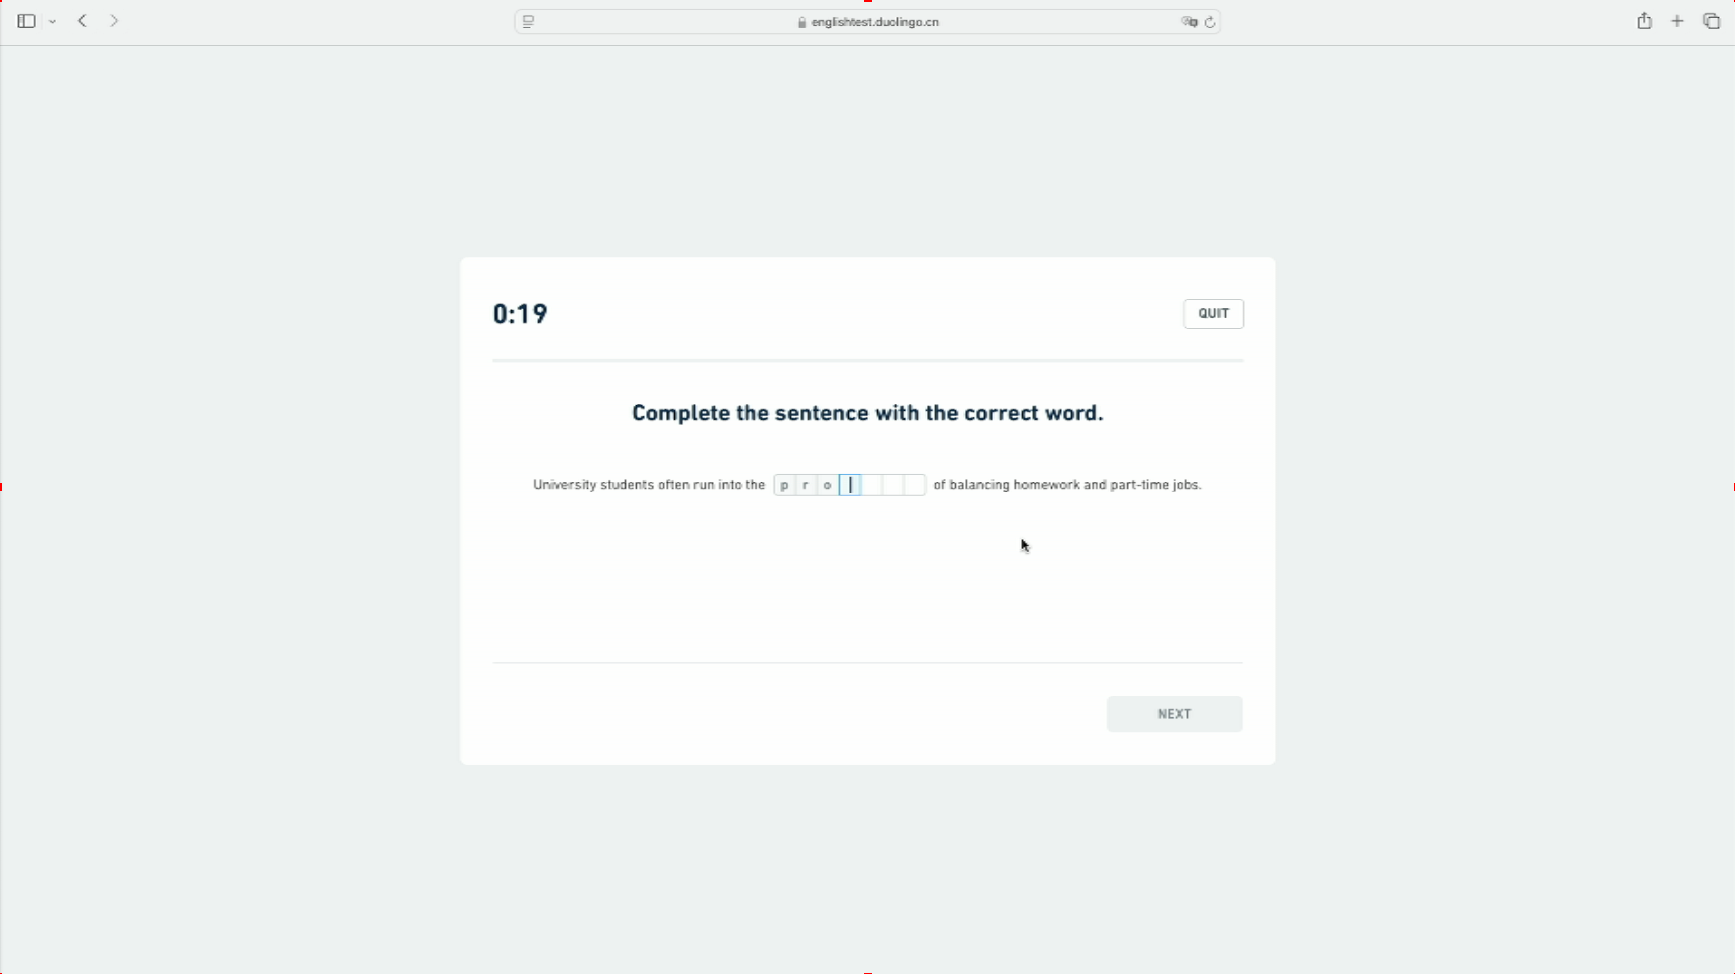 englishtest.duolingo.cn
0:19
QUIT
Complete the sentence with the correct word.
University students often run into the p r o of balancing homework and part-time jobs.
NEXT